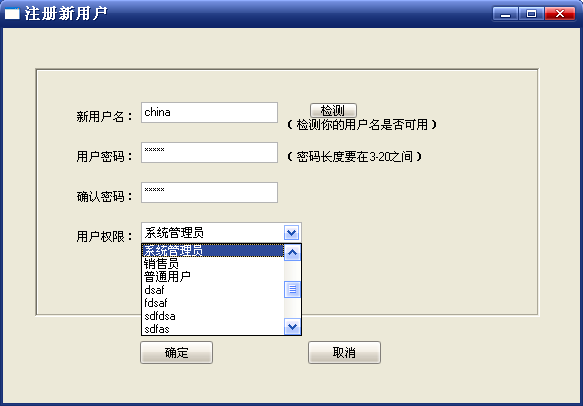 注册新用户
新用户名： china 检测
（检测你的用户名是否可用）
用户密码： ***** （密码长度要在3-20之间）
确认密码： *****
用户权限： 系统管理员
系统管理员
销售员
普通用户
dsaf
fdsaf
sdfdsa
sdfas
确定 取消